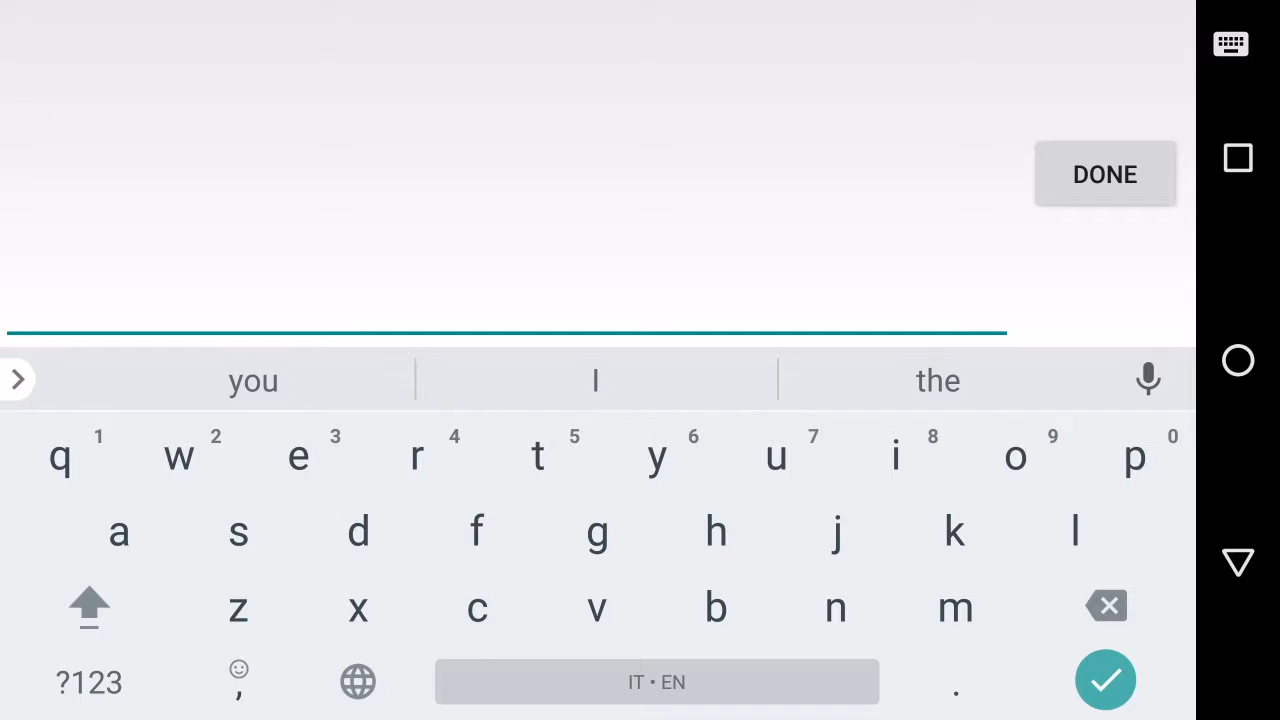 DONE
you I the
q 1 w 2 e 3 r 4 t 5 y 6 u 7 i 8 o 9 p 0
a s d f g h j k l
z x c v b n m
?123 , IT • EN .